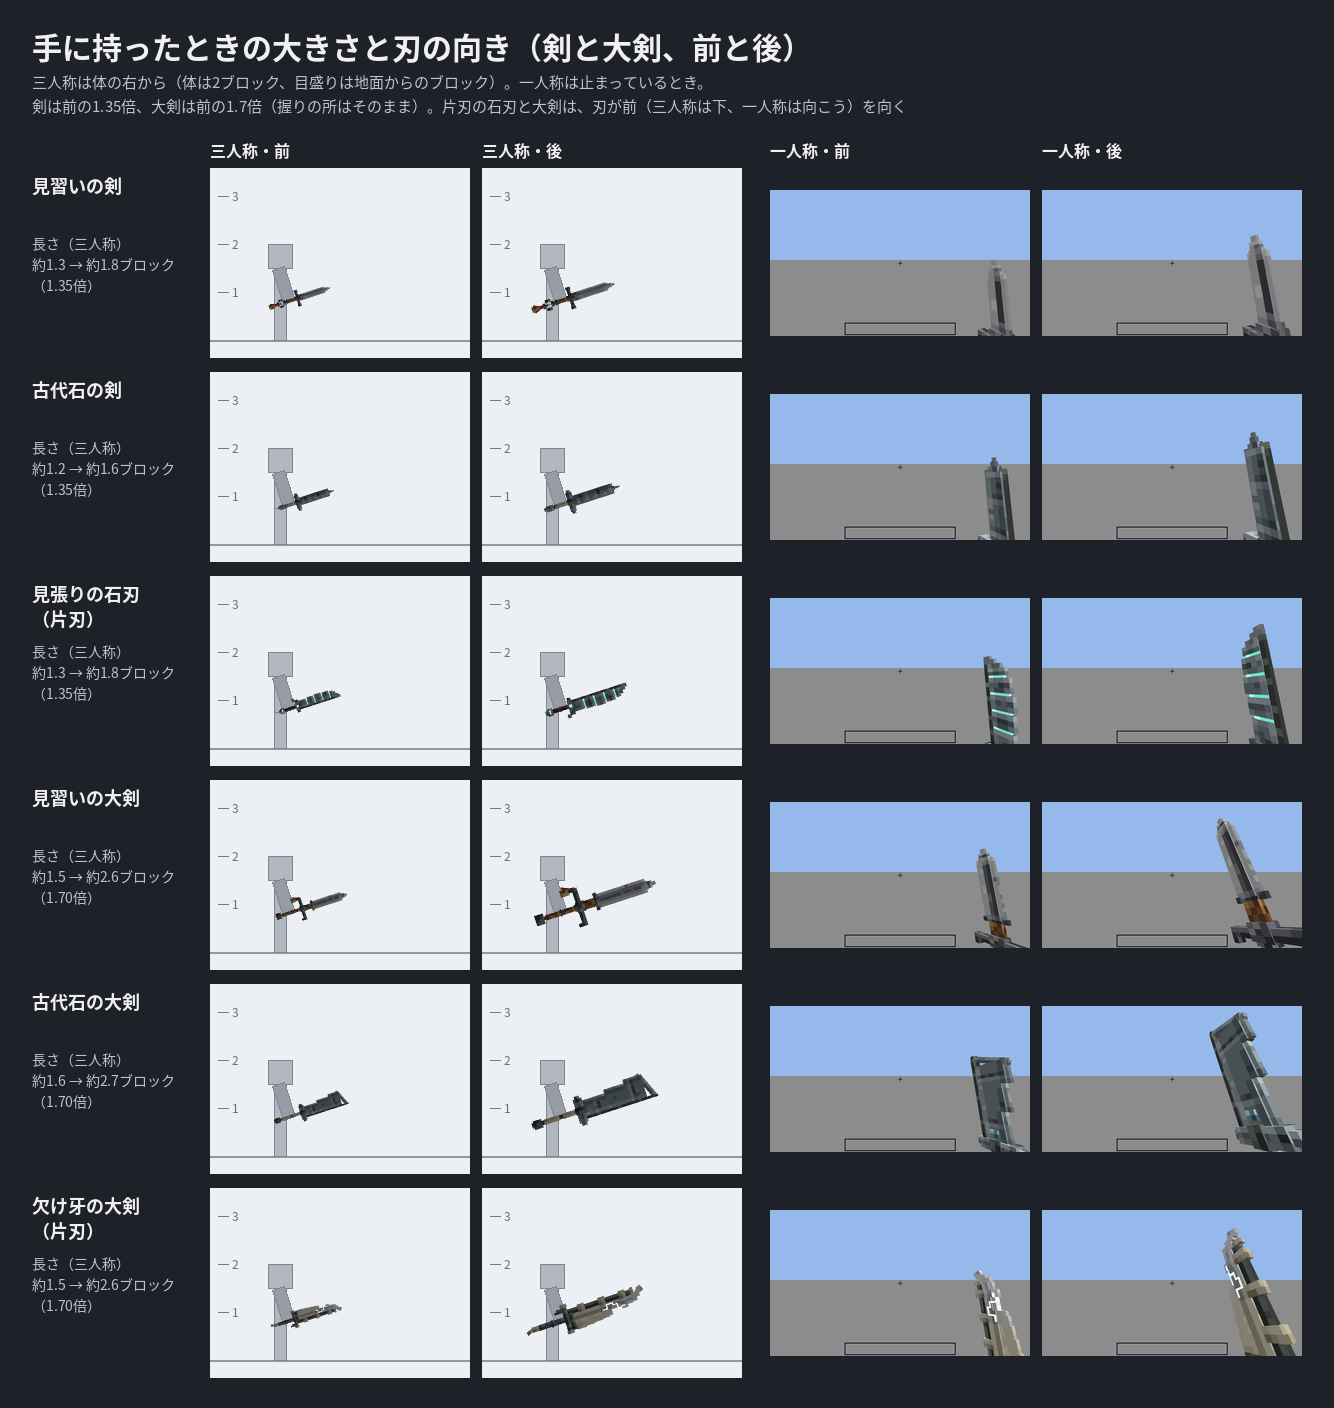 手に持ったときの大きさと刃の向き（剣と大剣、前と後）
三人称は体の右から（体は2ブロック、目盛りは地面からのブロック）。一人称は止まっているとき。
剣は前の1.35倍、大剣は前の1.7倍（握りの所はそのまま）。片刃の石刃と大剣は、刃が前（三人称は下、一人称は向こう）を向く
三人称・前
三人称・後
一人称・前
一人称・後
見習いの剣
長さ（三人称）
約1.3 → 約1.8ブロック
（1.35倍）
3
2
1
3
2
1
古代石の剣
長さ（三人称）
約1.2 → 約1.6ブロック
（1.35倍）
3
2
1
3
2
1
見張りの石刃
（片刃）
長さ（三人称）
約1.3 → 約1.8ブロック
（1.35倍）
3
2
1
3
2
1
見習いの大剣
長さ（三人称）
約1.5 → 約2.6ブロック
（1.70倍）
3
2
1
3
2
1
古代石の大剣
長さ（三人称）
約1.6 → 約2.7ブロック
（1.70倍）
3
2
1
3
2
1
欠け牙の大剣
（片刃）
長さ（三人称）
約1.5 → 約2.6ブロック
（1.70倍）
3
2
1
3
2
1